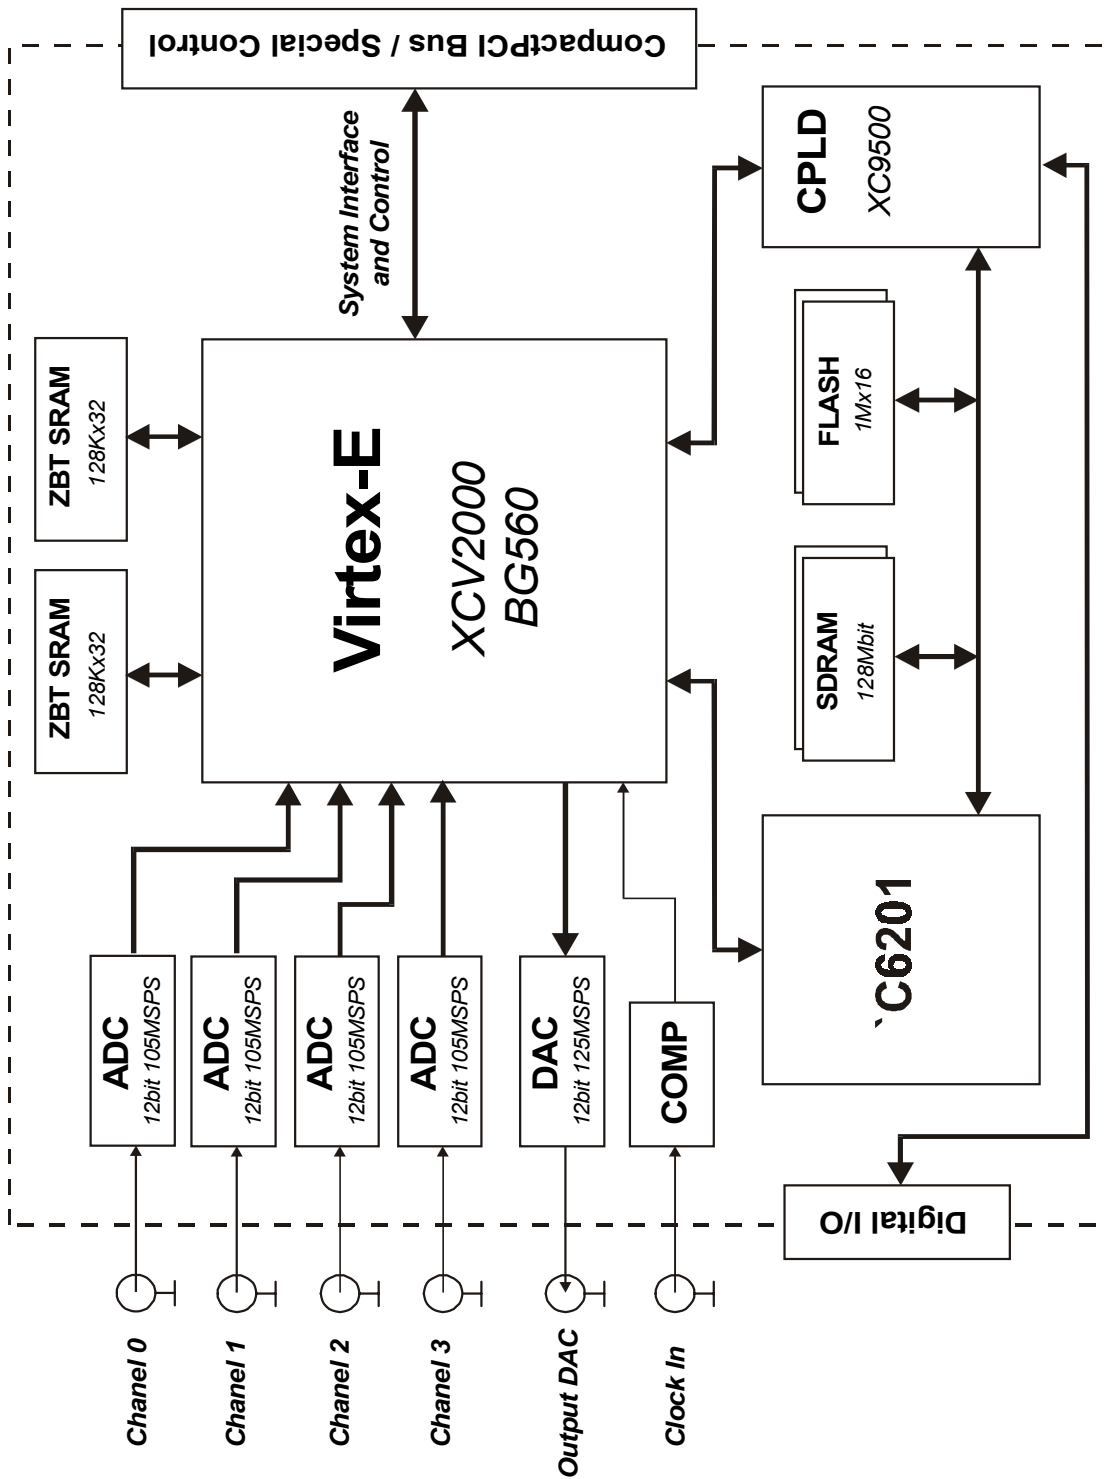 ZBT SRAM
128Kx32
ZBT SRAM
128Kx32
Chanel 0
ADC
12bit 105MSPS
Chanel 1
ADC
12bit 105MSPS
Chanel 2
ADC
12bit 105MSPS
Chanel 3
ADC
12bit 105MSPS
Output DAC
DAC
12bit 125MSPS
Clock In
COMP
Virtex-E
XCV2000
BG560
System Interface
and Control
CompactPCI Bus / Special Control
`C6201
SDRAM
128Mbit
FLASH
1Mx16
CPLD
XC9500
Digital I/O